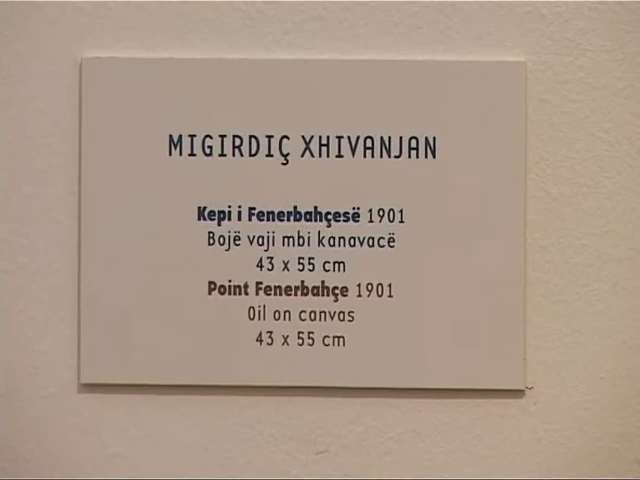 MIGIRDIÇ XHIVANJAN
Kepi i Fenerbahçesë 1901
Bojë vaji mbi kanavacë
43 x 55 cm
Point Fenerbahçe 1901
Oil on canvas
43 x 55 cm